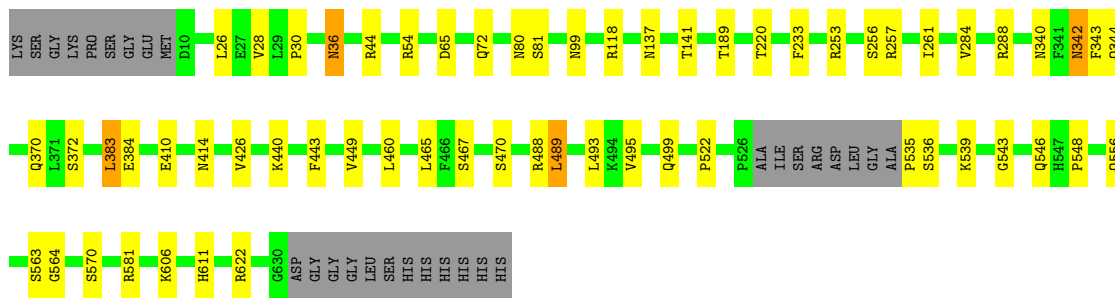 LYS SER GLY LYS PRO SER GLY GLU MET D10 L26 E27 V28 L29 P30 N36 R44 R54 D65 Q72 N80 S81 N99 R118 N137 T141 T189 T220 F233 R253 S256 R257 I261 V284 R288 N340 F341 N342 F343
Q370 L371 S372 L383 E384 E410 N414 V426 K440 F443 V449 L460 L465 F466 S467 S470 R488 L489 L493 K494 V495 Q499 P522 P526 ALA ILE SER ARG ASP LEU GLY ALA P535 S536 K539 G543 Q546 H547 P548
S563 G564 S570 R581 K606 H611 R622 G630 ASP GLY GLY GLY LEU SER HIS HIS HIS HIS HIS HIS